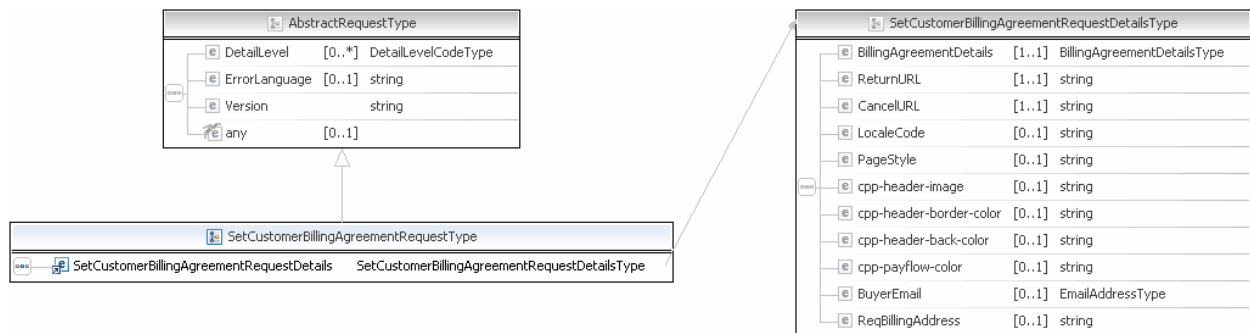 AbstractRequestType
DetailLevel [0..*] DetailLevelCodeType
ErrorLanguage [0..1] string
Version string
any [0..1]
SetCustomerBillingAgreementRequestType
SetCustomerBillingAgreementRequestDetails SetCustomerBillingAgreementRequestDetailsType
SetCustomerBillingAgreementRequestDetailsType
BillingAgreementDetails [1..1] BillingAgreementDetailsType
ReturnURL [1..1] string
CancelURL [1..1] string
LocaleCode [0..1] string
PageStyle [0..1] string
cpp-header-image [0..1] string
cpp-header-border-color [0..1] string
cpp-header-back-color [0..1] string
cpp-payflow-color [0..1] string
BuyerEmail [0..1] EmailAddressType
ReqBillingAddress [0..1] string